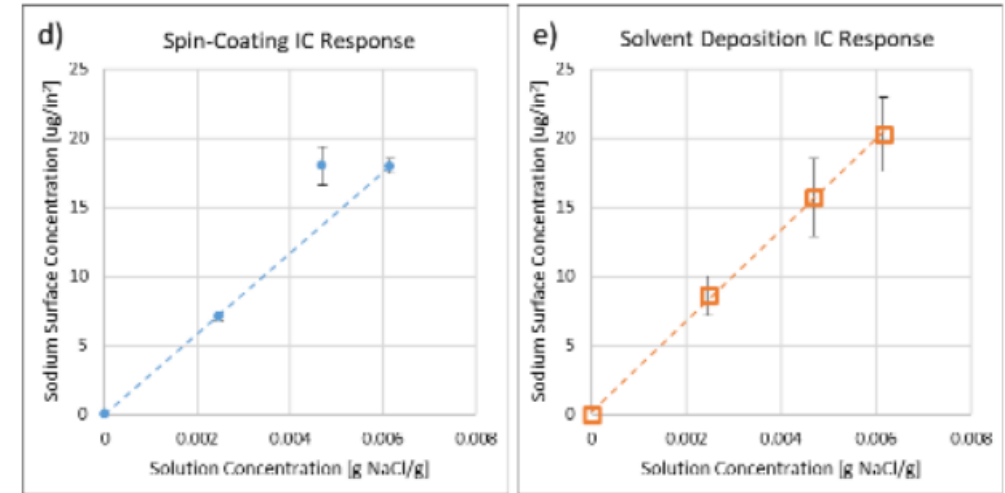 d)
Spin-Coating IC Response
Sodium Surface Concentration [ug/in²]
25
20
15
10
5
0
0 0.002 0.004 0.006 0.008
Solution Concentration [g NaCl/g]
e)
Solvent Deposition IC Response
Sodium Surface Concentration [ug/in²]
25
20
15
10
5
0
0 0.002 0.004 0.006 0.008
Solution Concentration [g NaCl/g]